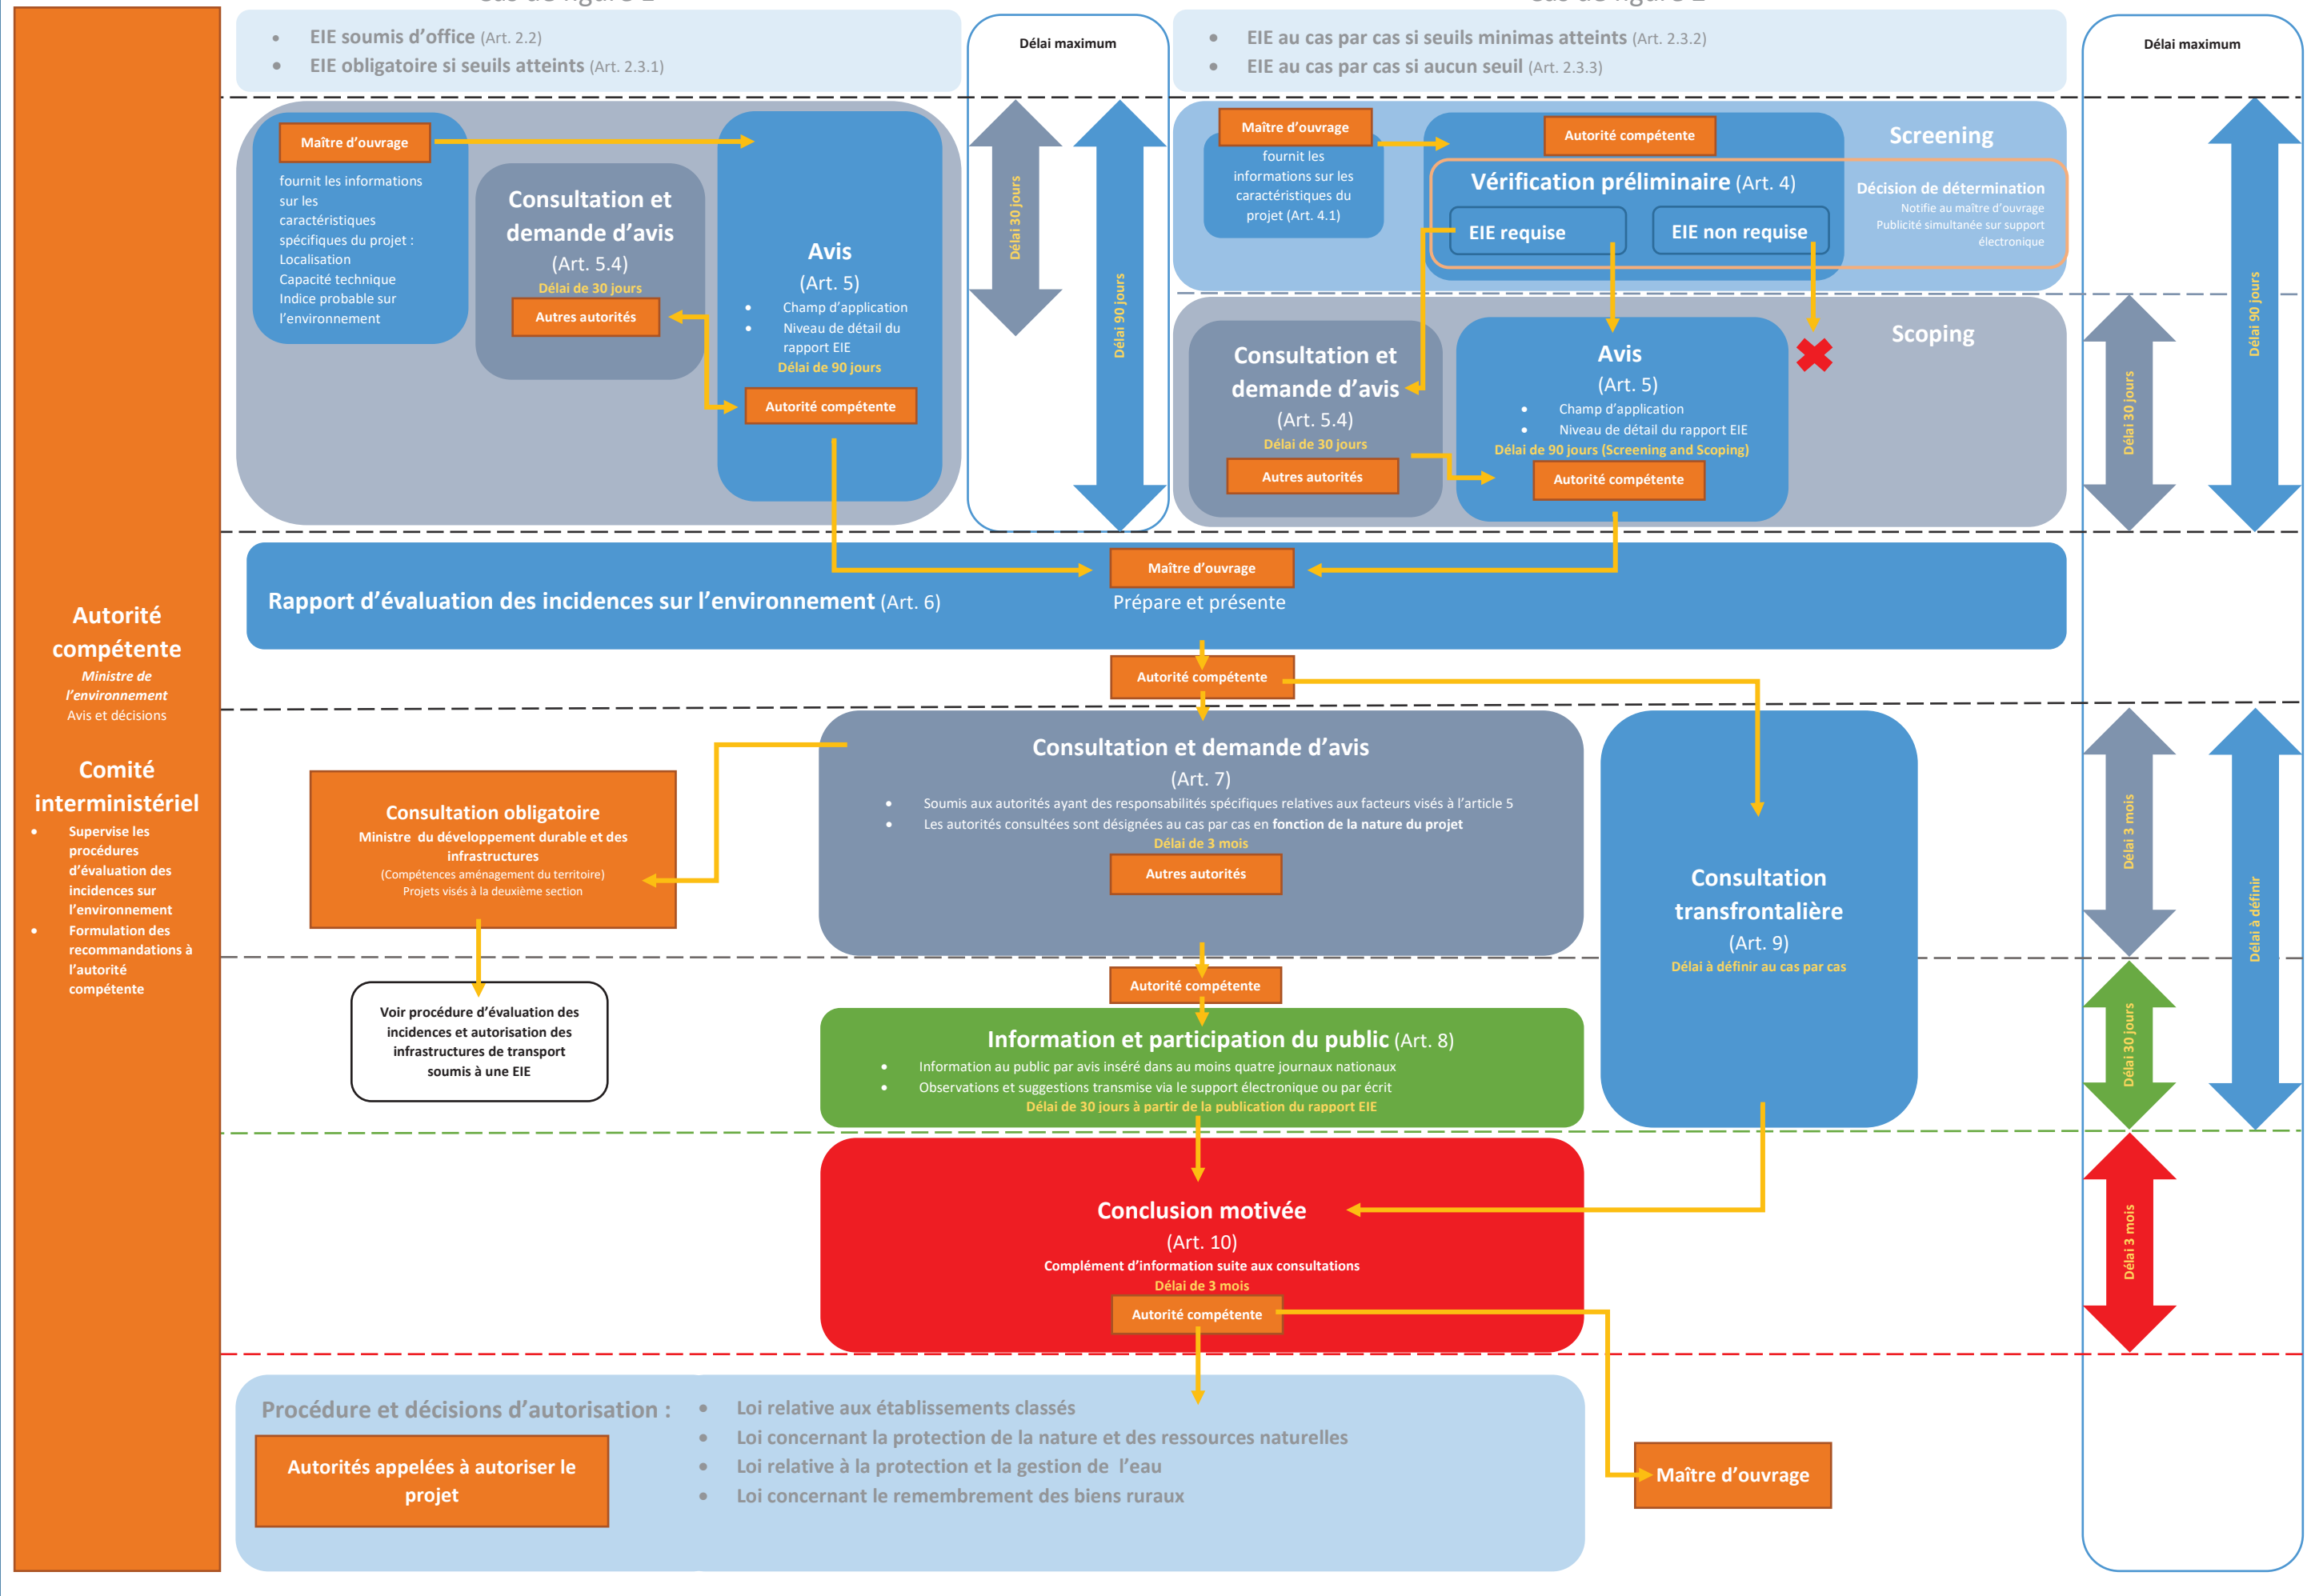 Cas de figure 1
Cas de figure 2
• EIE soumis d'office (Art. 2.2)
• EIE obligatoire si seuils atteints (Art. 2.3.1)
Délai maximum
• EIE au cas par cas si seuils minimas atteints (Art. 2.3.2)
• EIE au cas par cas si aucun seuil (Art. 2.3.3)
Délai maximum
Maître d'ouvrage
fournit les informations
sur les
caractéristiques
spécifiques du projet :
Localisation
Capacité technique
Indice probable sur
l'environnement
Consultation et
demande d'avis
(Art. 5.4)
Délai de 30 jours
Autres autorités
Avis
(Art. 5)
• Champ d'application
• Niveau de détail du
rapport EIE
Délai de 90 jours
Autorité compétente
Délai 30 jours
Délai 90 jours
Maître d'ouvrage
fournit les
informations sur les
caractéristiques du
projet (Art. 4.1)
Autorité compétente
Vérification préliminaire (Art. 4)
EIE requise
EIE non requise
Screening
Décision de détermination
Notifie au maître d'ouvrage
Publicité simultanée sur support
électronique
Scoping
Consultation et
demande d'avis
(Art. 5.4)
Délai de 30 jours
Autres autorités
Avis
(Art. 5)
• Champ d'application
• Niveau de détail du rapport EIE
Délai de 90 jours (Screening and Scoping)
Autorité compétente
Délai 30 jours
Délai 90 jours
Maître d'ouvrage
Rapport d'évaluation des incidences sur l'environnement (Art. 6)
Prépare et présente
Autorité compétente
Autorité
compétente
Ministre de
l'environnement
Avis et décisions
Comité
interministériel
• Supervise les
procédures
d'évaluation des
incidences sur
l'environnement
• Formulation des
recommandations à
l'autorité
compétente
Consultation et demande d'avis
(Art. 7)
• Soumis aux autorités ayant des responsabilités spécifiques relatives aux facteurs visés à l'article 5
• Les autorités consultées sont désignées au cas par cas en fonction de la nature du projet
Délai de 3 mois
Autres autorités
Consultation obligatoire
Ministre du développement durable et des
infrastructures
(Compétences aménagement du territoire)
Projets visés à la deuxième section
Voir procédure d'évaluation des
incidences et autorisation des
infrastructures de transport
soumis à une EIE
Consultation
transfrontalière
(Art. 9)
Délai à définir au cas par cas
Délai 3 mois
Délai à définir
Autorité compétente
Information et participation du public (Art. 8)
• Information au public par avis inséré dans au moins quatre journaux nationaux
• Observations et suggestions transmise via le support électronique ou par écrit
Délai de 30 jours à partir de la publication du rapport EIE
Délai 30 jours
Conclusion motivée
(Art. 10)
Complément d'information suite aux consultations
Délai de 3 mois
Autorité compétente
Délai 3 mois
Procédure et décisions d'autorisation :
Autorités appelées à autoriser le
projet
• Loi relative aux établissements classés
• Loi concernant la protection de la nature et des ressources naturelles
• Loi relative à la protection et la gestion de l'eau
• Loi concernant le remembrement des biens ruraux
Maître d'ouvrage